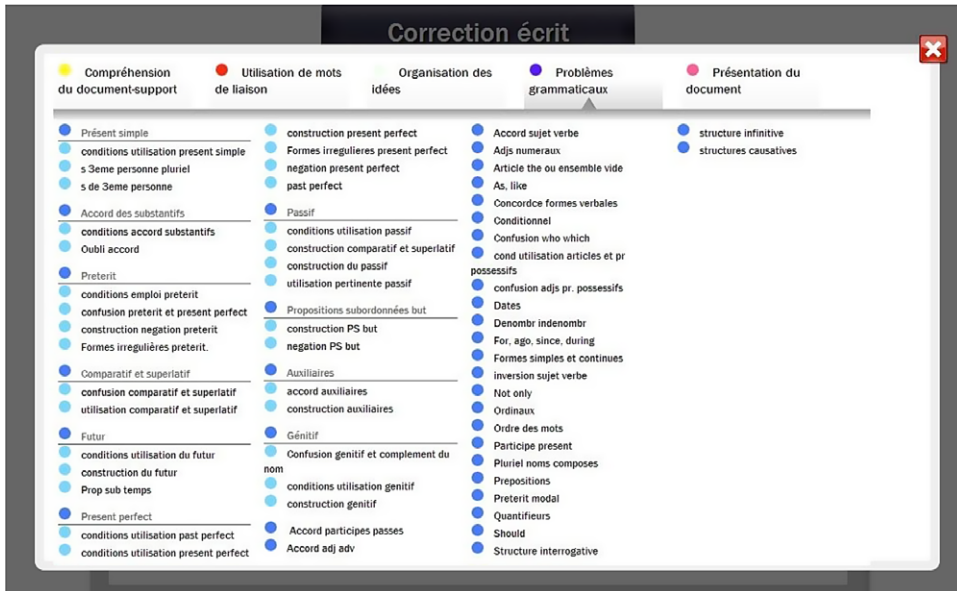 Correction écrit
Compréhension
du document-support
Utilisation de mots
de liaison
Organisation des
idées
Problèmes
grammaticaux
Présentation du
document
Présent simple
conditions utilisation present simple
s 3eme personne pluriel
s de 3eme personne
Accord des substantifs
conditions accord substantifs
Oubli accord
Preterit
conditions emploi preterit
confusion preterit et present perfect
construction negation preterit
Formes irregulières preterit.
Comparatif et superlatif
confusion comparatif et superlatif
utilisation comparatif et superlatif
Futur
conditions utilisation du futur
construction du futur
Prop sub temps
Present perfect
conditions utilisation past perfect
conditions utilisation present perfect
construction present perfect
Formes irregulieres present perfect
negation present perfect
past perfect
Passif
conditions utilisation passif
construction comparatif et superlatif
construction du passif
utilisation pertinente passif
Propositions subordonnées but
construction PS but
negation PS but
Auxiliaires
accord auxiliaires
construction auxiliaires
Génitif
Confusion genitif et complement du
nom
conditions utilisation genitif
construction genitif
Accord participes passes
Accord adj adv
Accord sujet verbe
Adjs numeraux
Article the ou ensemble vide
As, like
Concordce formes verbales
Conditionnel
Confusion who which
cond utilisation articles et pr
possessifs
confusion adjs pr. possessifs
Dates
Denombr indenombr
For, ago, since, during
Formes simples et continues
inversion sujet verbe
Not only
Ordinaux
Ordre des mots
Participe present
Pluriel noms composes
Prepositions
Preterit modal
Quantifieurs
Should
Structure interrogative
structure infinitive
structures causatives